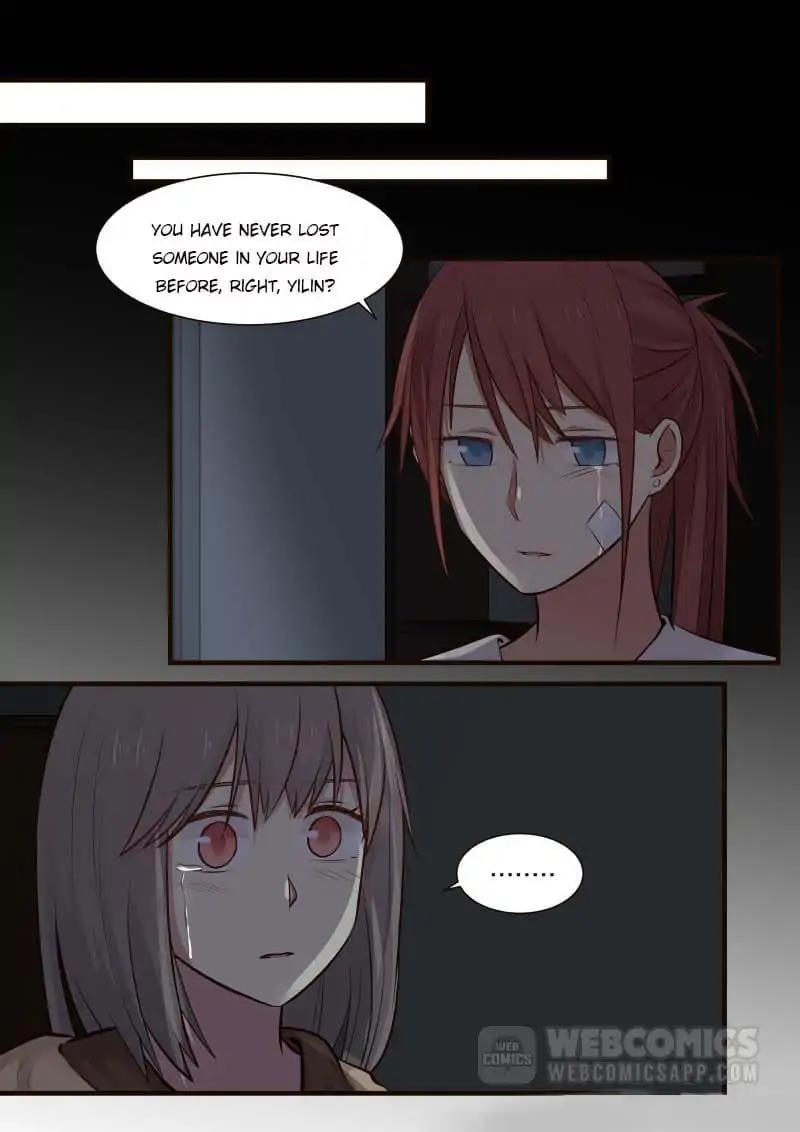 YOU HAVE NEVER LOST
SOMEONE IN YOUR LIFE
BEFORE, RIGHT, YILIN?
........
WEB
COMICS
WEBCOMICS
WEBCOMICSAPP.COM